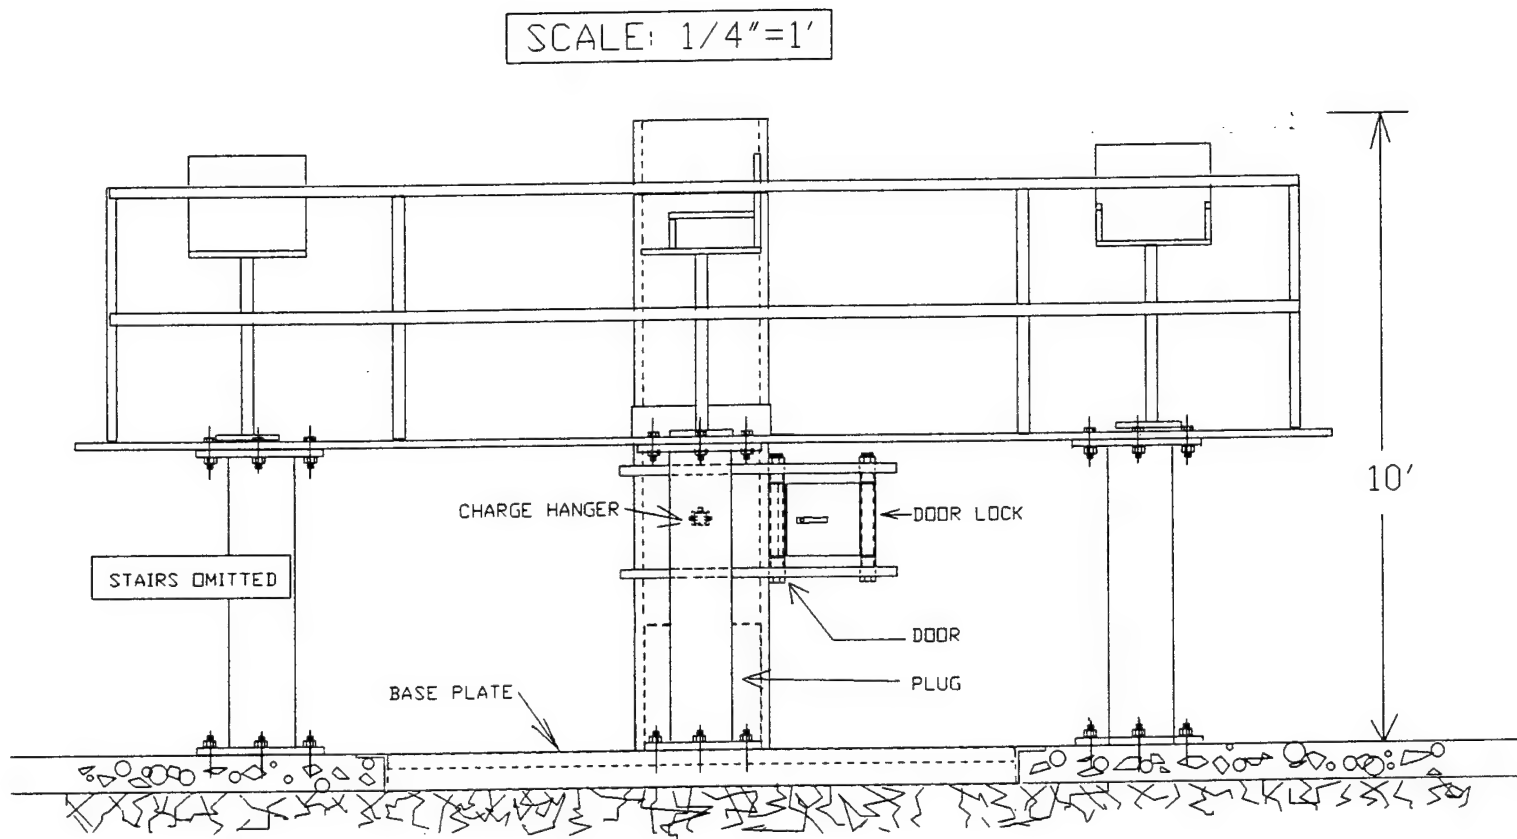 SCALE: 1/4"=1'
10'
CHARGE HANGER
DOOR LOCK
STAIRS OMITTED
DOOR
PLUG
BASE PLATE